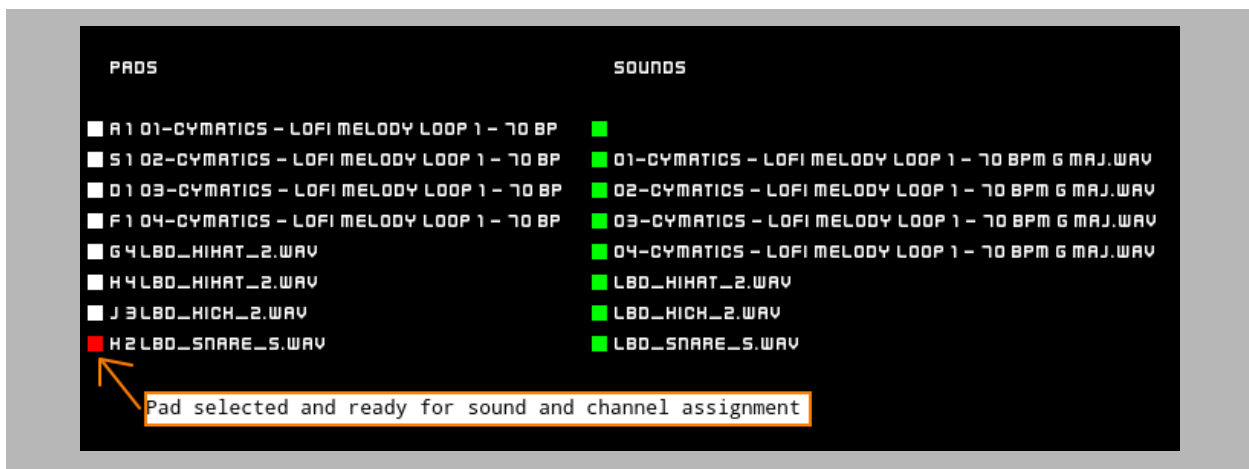 PADS
SOUNDS
A 1 01-CYMATICS - LOFI MELODY LOOP 1 - 70 BP
S 1 02-CYMATICS - LOFI MELODY LOOP 1 - 70 BP
01-CYMATICS - LOFI MELODY LOOP 1 - 70 BPM G MAJ.WAV
D 1 03-CYMATICS - LOFI MELODY LOOP 1 - 70 BP
02-CYMATICS - LOFI MELODY LOOP 1 - 70 BPM G MAJ.WAV
F 1 04-CYMATICS - LOFI MELODY LOOP 1 - 70 BP
03-CYMATICS - LOFI MELODY LOOP 1 - 70 BPM G MAJ.WAV
G 4 LBD_HIHAT_2.WAV
04-CYMATICS - LOFI MELODY LOOP 1 - 70 BPM G MAJ.WAV
H 4 LBD_HIHAT_2.WAV
LBD_HIHAT_2.WAV
J 3 LBD_HICH_2.WAV
LBD_HICH_2.WAV
H 2 LBD_SNARE_S.WAV
LBD_SNARE_S.WAV
Pad selected and ready for sound and channel assignment